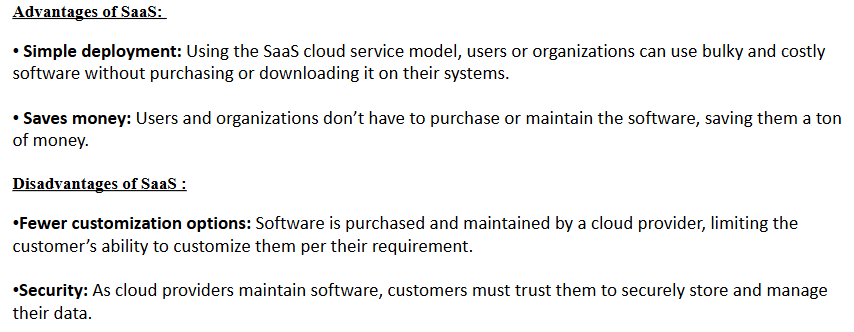 Advantages of SaaS:
• Simple deployment: Using the SaaS cloud service model, users or organizations can use bulky and costly
software without purchasing or downloading it on their systems.
• Saves money: Users and organizations don’t have to purchase or maintain the software, saving them a ton
of money.
Disadvantages of SaaS :
•Fewer customization options: Software is purchased and maintained by a cloud provider, limiting the
customer’s ability to customize them per their requirement.
•Security: As cloud providers maintain software, customers must trust them to securely store and manage
their data.